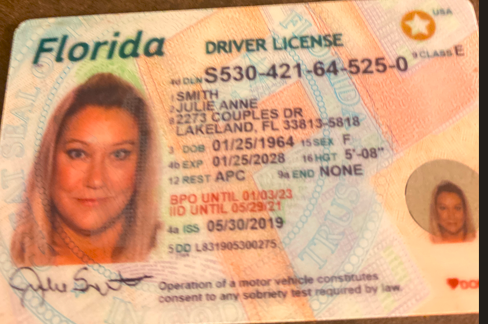 Florida
DRIVER LICENSE
USA
9 CLASS E
4d DLN S530-421-64-525-0
1 SMITH
2 JULIE ANNE
8 2273 COUPLES DR
LAKELAND, FL 33813-5818
3 DOB 01/25/1964 15 SEX F
4b EXP 01/25/2028 16 HGT 5'-08"
12 REST APC 9a END NONE
BPO UNTIL 01/03/23
IID UNTIL 05/29/21
4a ISS 05/30/2019
5 DD L831905300275
Operation of a motor vehicle constitutes
consent to any sobriety test required by law.